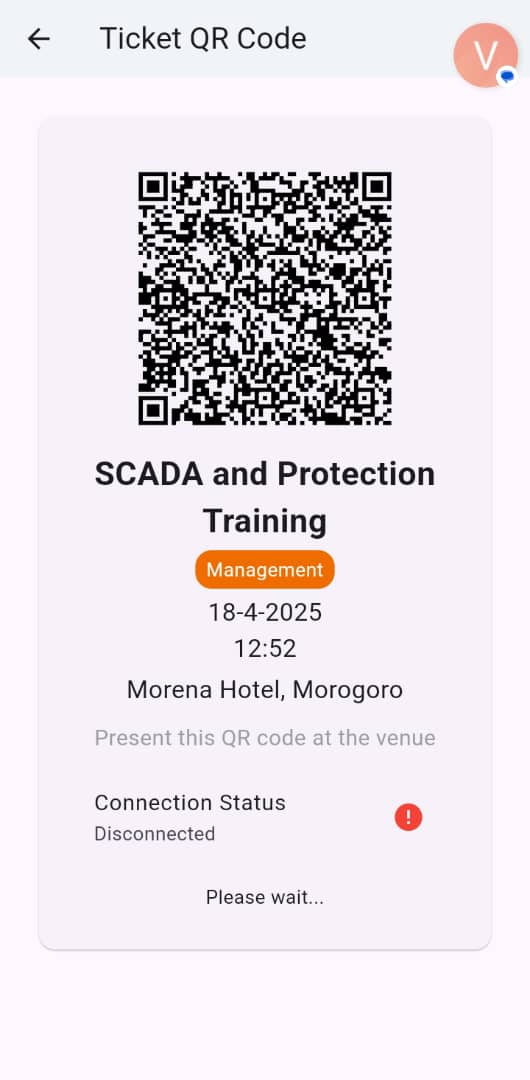 Ticket QR Code
V
SCADA and Protection
Training
Management
18-4-2025
12:52
Morena Hotel, Morogoro
Present this QR code at the venue
Connection Status
Disconnected
!
Please wait...